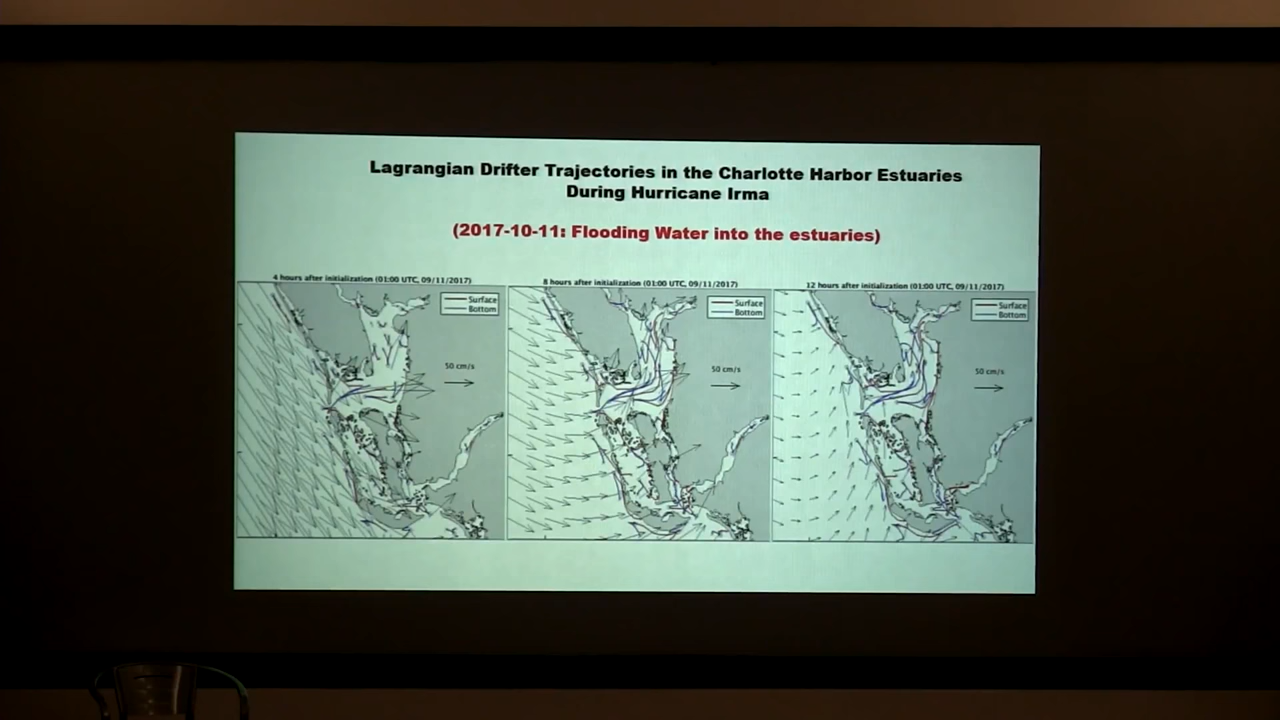 Lagrangian Drifter Trajectories in the Charlotte Harbor Estuaries
During Hurricane Irma
(2017-10-11: Flooding Water into the estuaries)
4 hours after initialization (01:00 UTC, 09/11/2017)
Surface
Bottom
50 cm/s
8 hours after initialization (01:00 UTC, 09/11/2017)
Surface
Bottom
50 cm/s
12 hours after initialization (01:00 UTC, 09/11/2017)
Surface
Bottom
50 cm/s